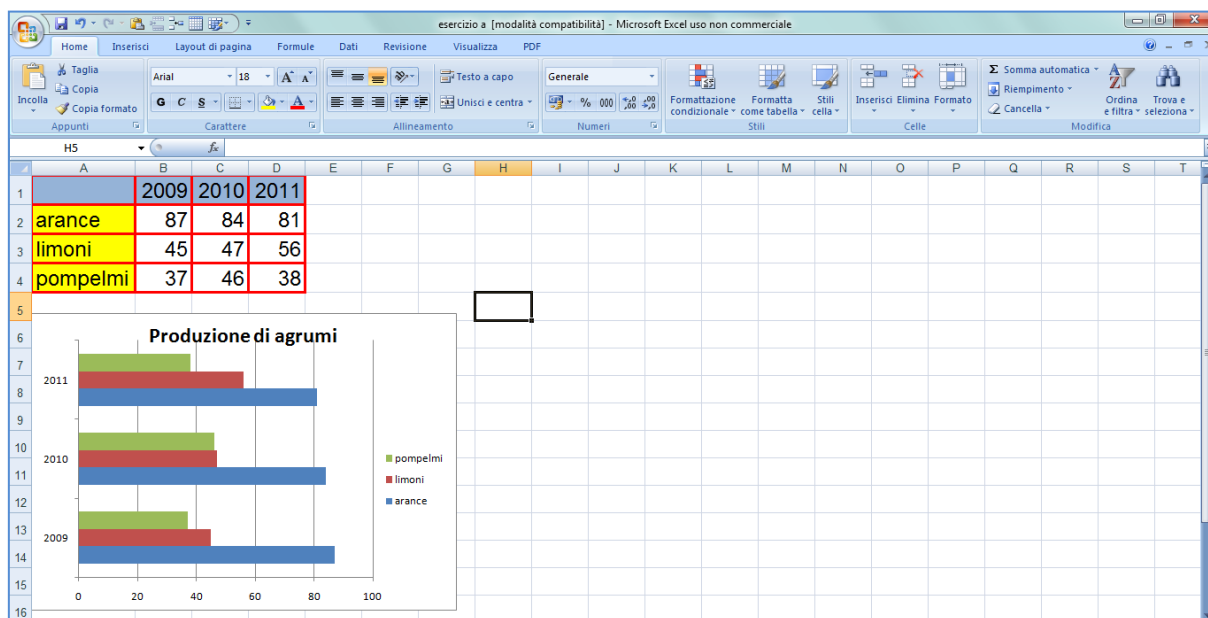 esercizio a [modalità compatibilità] - Microsoft Excel uso non commerciale
Home Inserisci Layout di pagina Formule Dati Revisione Visualizza PDF
Incolla
Taglia
Copia
Copia formato
Appunti
Arial 18 A A
G C S A
Carattere
Testo a capo
Unisci e centra
Allineamento
Generale
% 000 ,00 ,00
Numeri
Formattazione condizionale
Formatta come tabella
Stili cella
Stili
Inserisci Elimina Formato
Celle
Σ Somma automatica
Riempimento
Cancella
Ordina e filtra
Trova e seleziona
Modifica
H5 fx
A B C D E F G H I J K L M N O P Q R S T
1 2009 2010 2011
2 arance 87 84 81
3 limoni 45 47 56
4 pompelmi 37 46 38
5
6
7
8
9
10
11
12
13
14
15
16
Produzione di agrumi
2011
2010
2009
0 20 40 60 80 100
pompelmi
limoni
arance